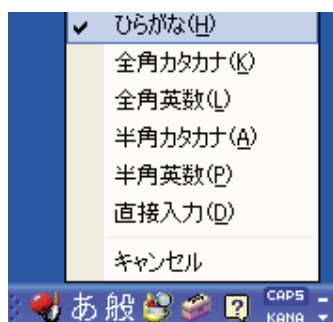 ひらがな(H)
全角カタカナ(K)
全角英数(L)
半角カタカナ(A)
半角英数(P)
直接入力(D)
キャンセル
あ 般 ? CAPS
KANA